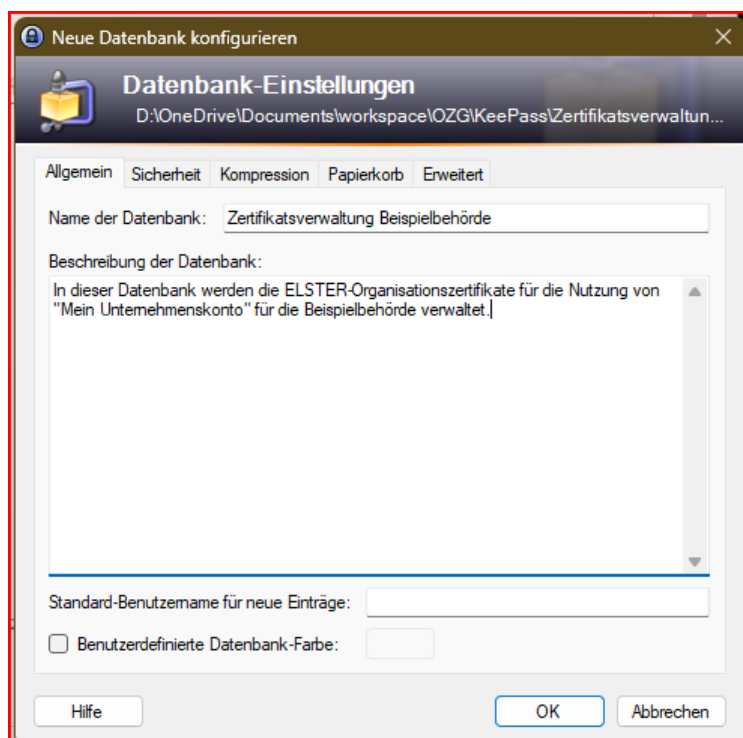 Neue Datenbank konfigurieren
Datenbank-Einstellungen
D:\OneDrive\Documents\workspace\OZG\KeePass\Zertifikatsverwaltun...
Allgemein Sicherheit Kompression Papierkorb Erweitert
Name der Datenbank: Zertifikatsverwaltung Beispielbehörde
Beschreibung der Datenbank:
In dieser Datenbank werden die ELSTER-Organisationszertifikate für die Nutzung von
"Mein Unternehmenskonto" für die Beispielbehörde verwaltet.
Standard-Benutzername für neue Einträge:
Benutzerdefinierte Datenbank-Farbe:
Hilfe OK Abbrechen